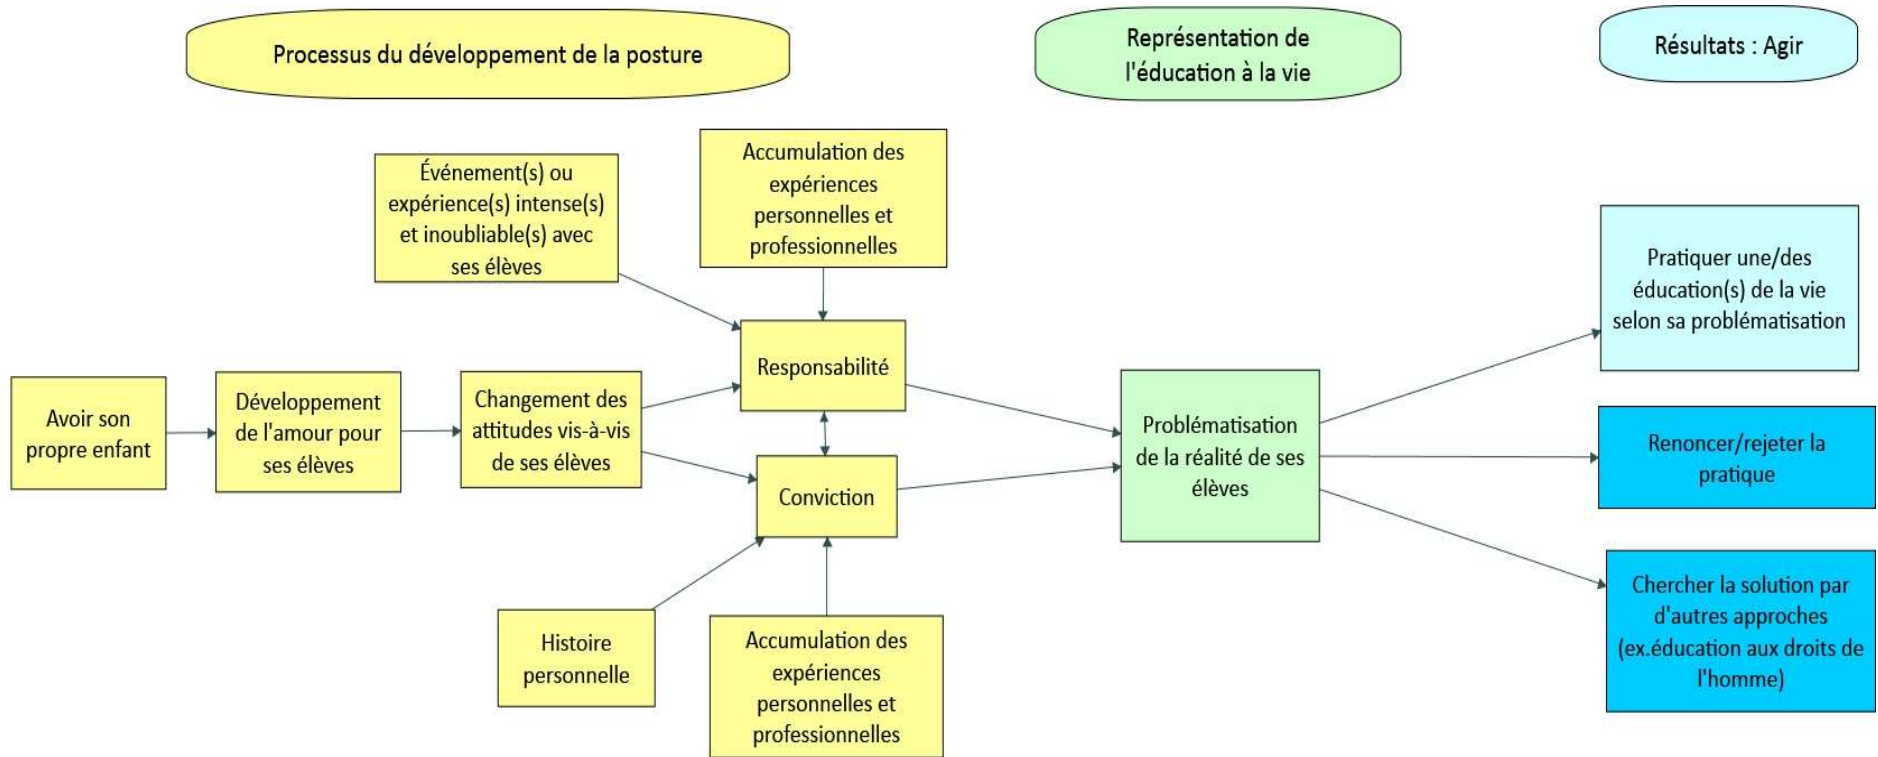 Processus du développement de la posture
Représentation de
l'éducation à la vie
Résultats : Agir
Événement(s) ou
expérience(s) intense(s)
et inoubliable(s) avec
ses élèves
Accumulation des
expériences
personnelles et
professionnelles
Avoir son
propre enfant
Développement
de l'amour pour
ses élèves
Changement des
attitudes vis-à-vis
de ses élèves
Responsabilité
Conviction
Histoire
personnelle
Accumulation des
expériences
personnelles et
professionnelles
Problématisation
de la réalité de ses
élèves
Pratiquer une/des
éducation(s) de la vie
selon sa problématisation
Renoncer/rejeter la
pratique
Chercher la solution par
d'autres approches
(ex.éducation aux droits de
l'homme)